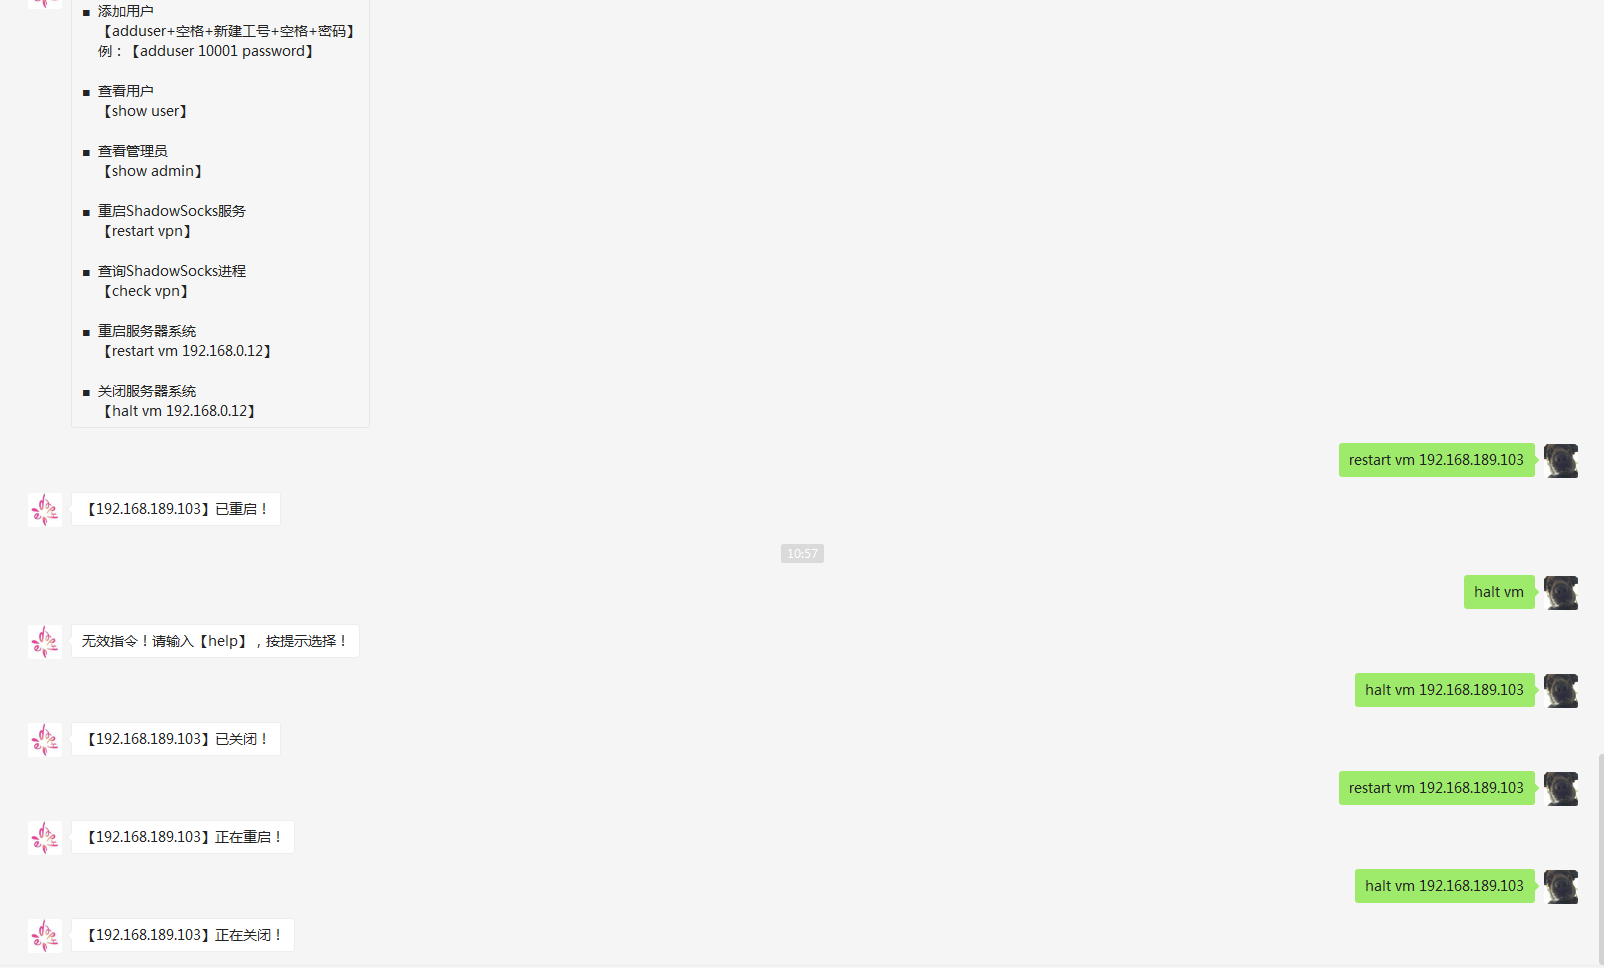 ■ 添加用户
【adduser+空格+新建工号+空格+密码】
例：【adduser 10001 password】
■ 查看用户
【show user】
■ 查看管理员
【show admin】
■ 重启ShadowSocks服务
【restart vpn】
■ 查询ShadowSocks进程
【check vpn】
■ 重启服务器系统
【restart vm 192.168.0.12】
■ 关闭服务器系统
【halt vm 192.168.0.12】
restart vm 192.168.189.103
【192.168.189.103】已重启！
10:57
halt vm
无效指令！请输入【help】，按提示选择！
halt vm 192.168.189.103
【192.168.189.103】已关闭！
restart vm 192.168.189.103
【192.168.189.103】正在重启！
halt vm 192.168.189.103
【192.168.189.103】正在关闭！